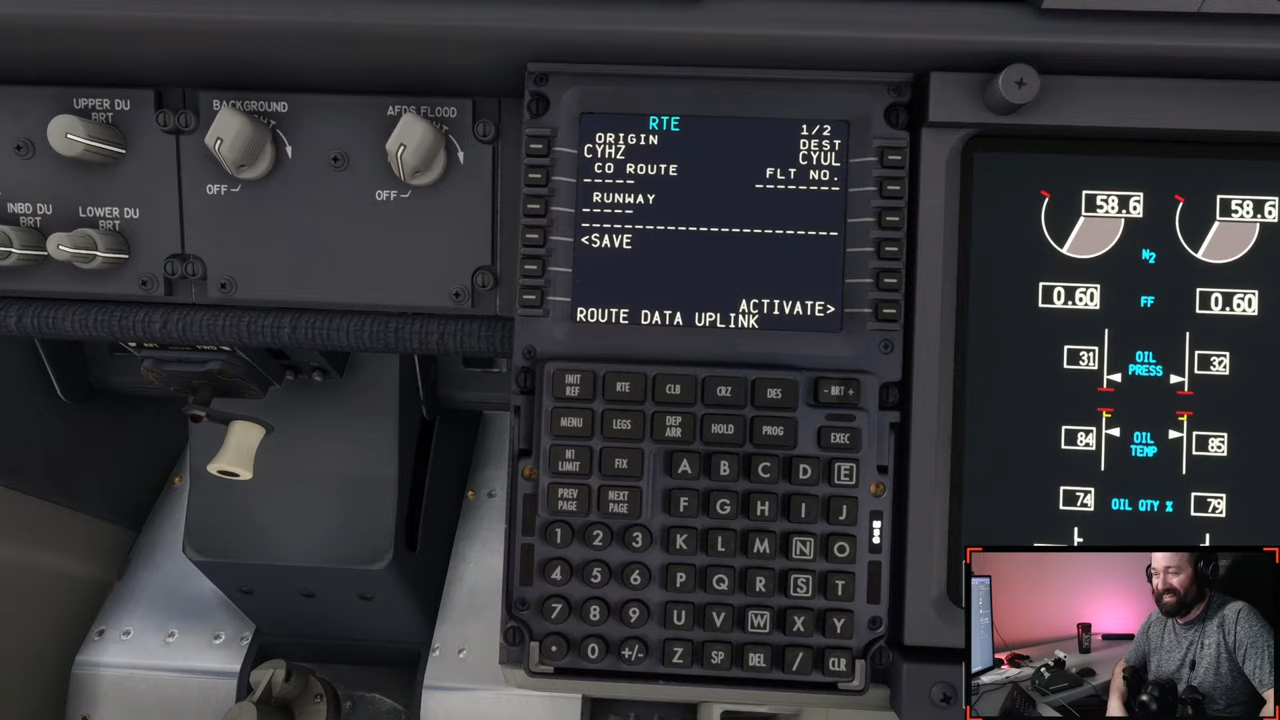 UPPER DU
BRT
BACKGROUND
AFDS FLOOD
OFF
OFF
INBD DU
BRT
LOWER DU
BRT
RTE
1/2
ORIGIN
DEST
CYHZ
CYUL
CO ROUTE
FLT NO.
-----
-------
RUNWAY
-----
<SAVE
ACTIVATE>
ROUTE DATA UPLINK
INIT
REF
RTE
CLB
CRZ
DES
- BRT +
MENU
LEGS
DEP
ARR
HOLD
PROG
EXEC
N1
LIMIT
FIX
A B C D E
PREV
PAGE
NEXT
PAGE
F G H I J
1 2 3
K L M N O
4 5 6
P Q R S T
7 8 9
U V W X Y
. 0 +/-
Z SP DEL / CLR
MSG
58.6 58.6
N2
0.60 FF 0.60
31 OIL
PRESS 32
84 OIL
TEMP 85
74 OIL QTY % 79